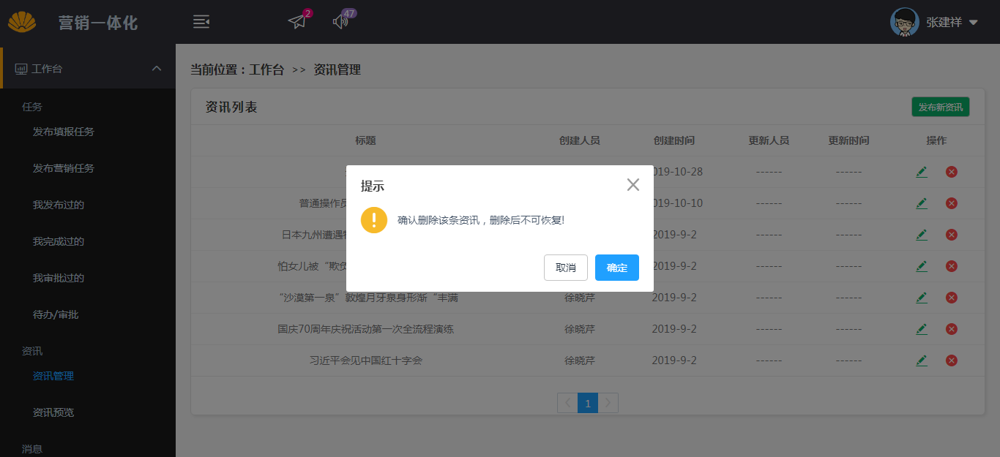 营销一体化
2
47
张建祥
工作台
任务
发布填报任务
发布营销任务
我发布过的
我完成过的
我审批过的
待办/审批
资讯
资讯管理
资讯预览
消息
当前位置：工作台 >> 资讯管理
资讯列表
发布新资讯
标题 创建人员 创建时间 更新人员 更新时间 操作
019-10-28 ------ ------
普通操作员 019-10-10 ------ ------
日本九州遭遇 2019-9-2 ------ ------
怕女儿被“欺负 2019-9-2 ------ ------
“沙漠第一泉”敦煌月牙泉身形渐“丰满 徐晓芹 2019-9-2 ------ ------
国庆70周年庆祝活动第一次全流程演练 徐晓芹 2019-9-2 ------ ------
习近平会见中国红十字会 徐晓芹 2019-9-2 ------ ------
1
提示
确认删除该条资讯，删除后不可恢复!
取消
确定